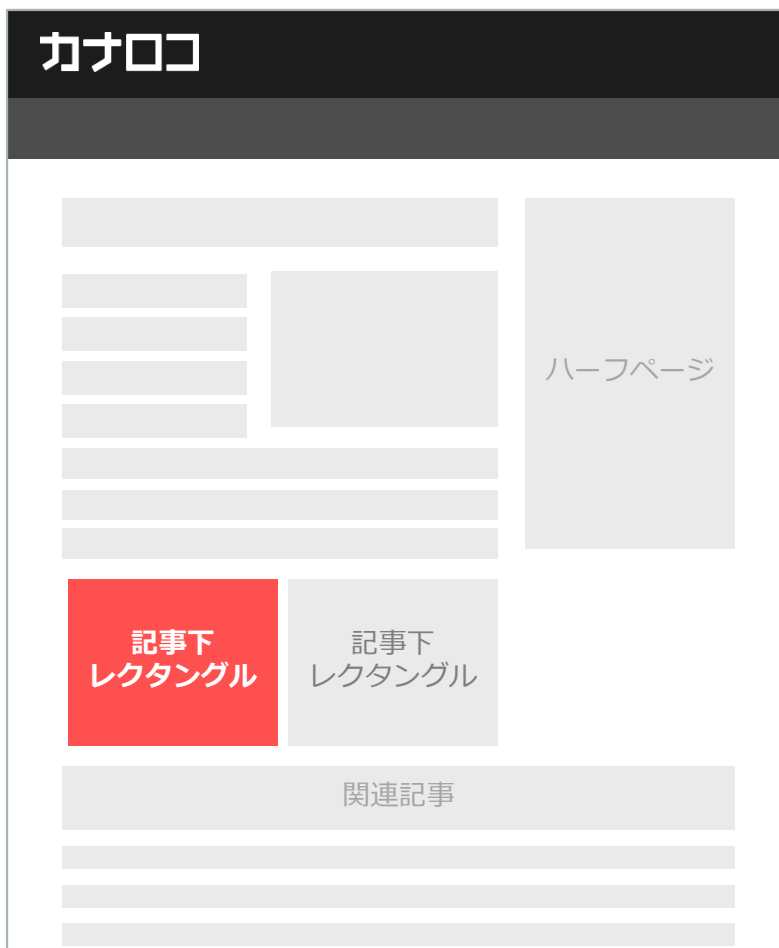 カナロコ
ハーフページ
記事下
レクタングル
記事下
レクタングル
関連記事